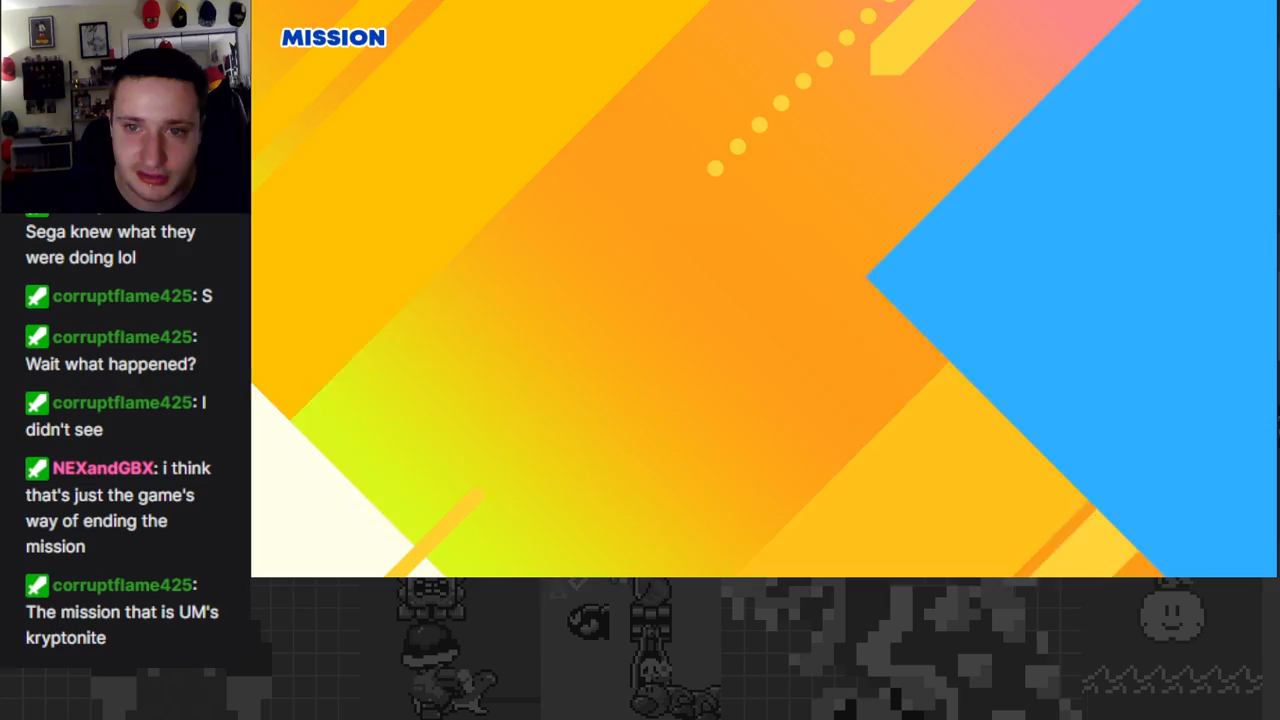 MISSION
Sega knew what they
were doing lol
corruptflame425: S
corruptflame425:
Wait what happened?
corruptflame425: I
didn't see
NEXandGBX: i think
that's just the game's
way of ending the
mission
corruptflame425:
The mission that is UM's
kryptonite